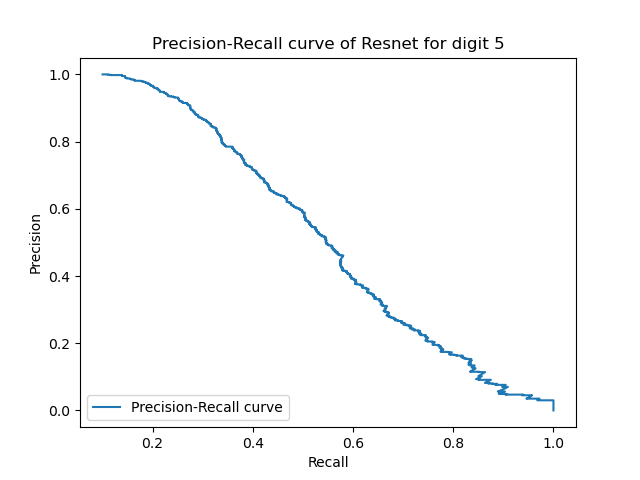 Precision-Recall curve of Resnet for digit 5
1.0
0.8
0.6
0.4
0.2
0.0
Precision
Precision-Recall curve
0.2 0.4 0.6 0.8 1.0
Recall